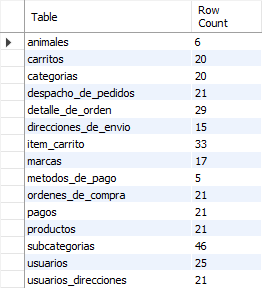 Table Row Count
animales 6
carritos 20
categorias 20
despacho_de_pedidos 21
detalle_de_orden 29
direcciones_de_envio 15
item_carrito 33
marcas 17
metodos_de_pago 5
ordenes_de_compra 21
pagos 21
productos 21
subcategorias 46
usuarios 25
usuarios_direcciones 21